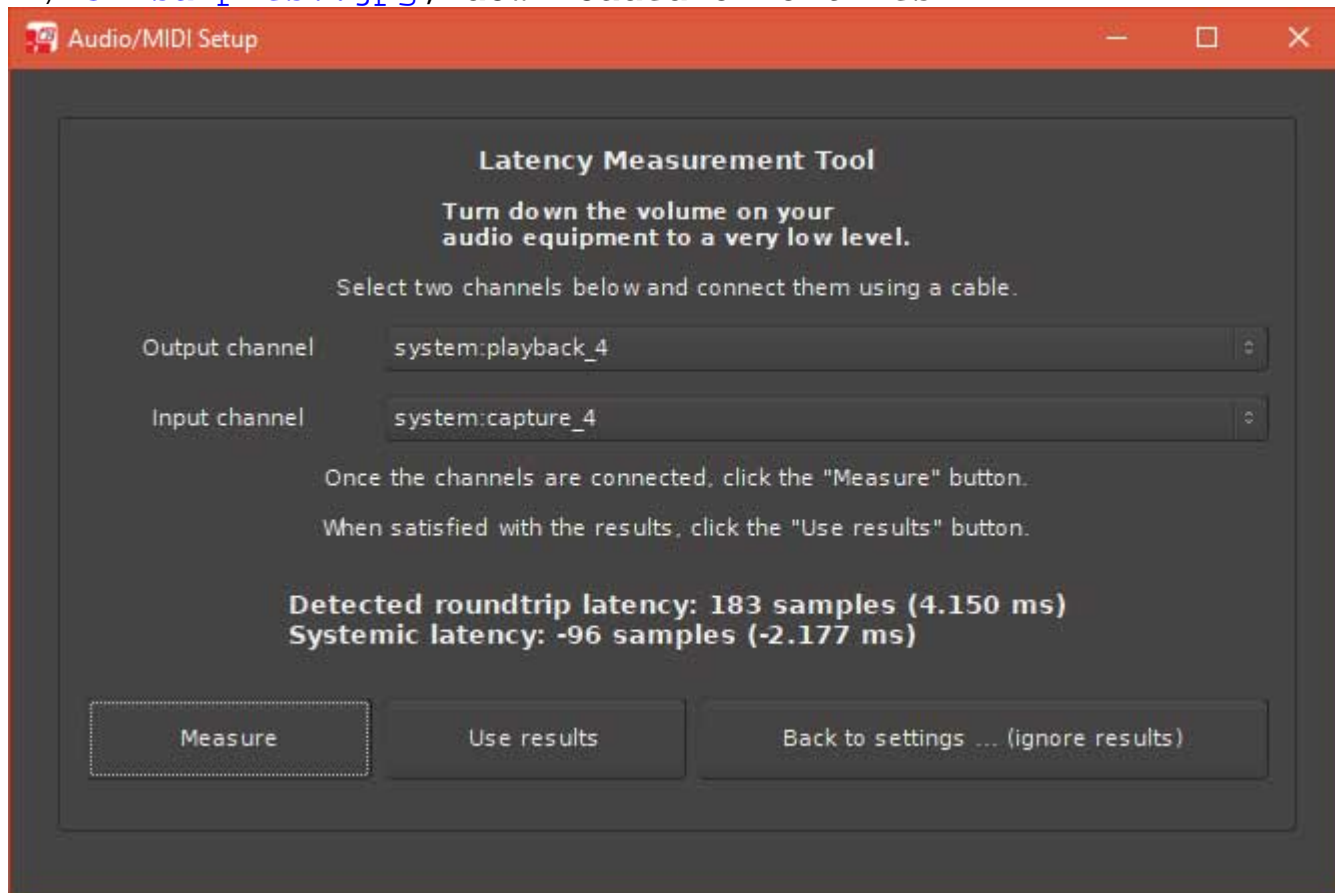 Audio/MIDI Setup
Latency Measurement Tool
Turn down the volume on your
audio equipment to a very low level.
Select two channels below and connect them using a cable.
Output channel system:playback_4
Input channel system:capture_4
Once the channels are connected, click the "Measure" button.
When satisfied with the results, click the "Use results" button.
Detected roundtrip latency: 183 samples (4.150 ms)
Systemic latency: -96 samples (-2.177 ms)
Measure Use results Back to settings ... (ignore results)